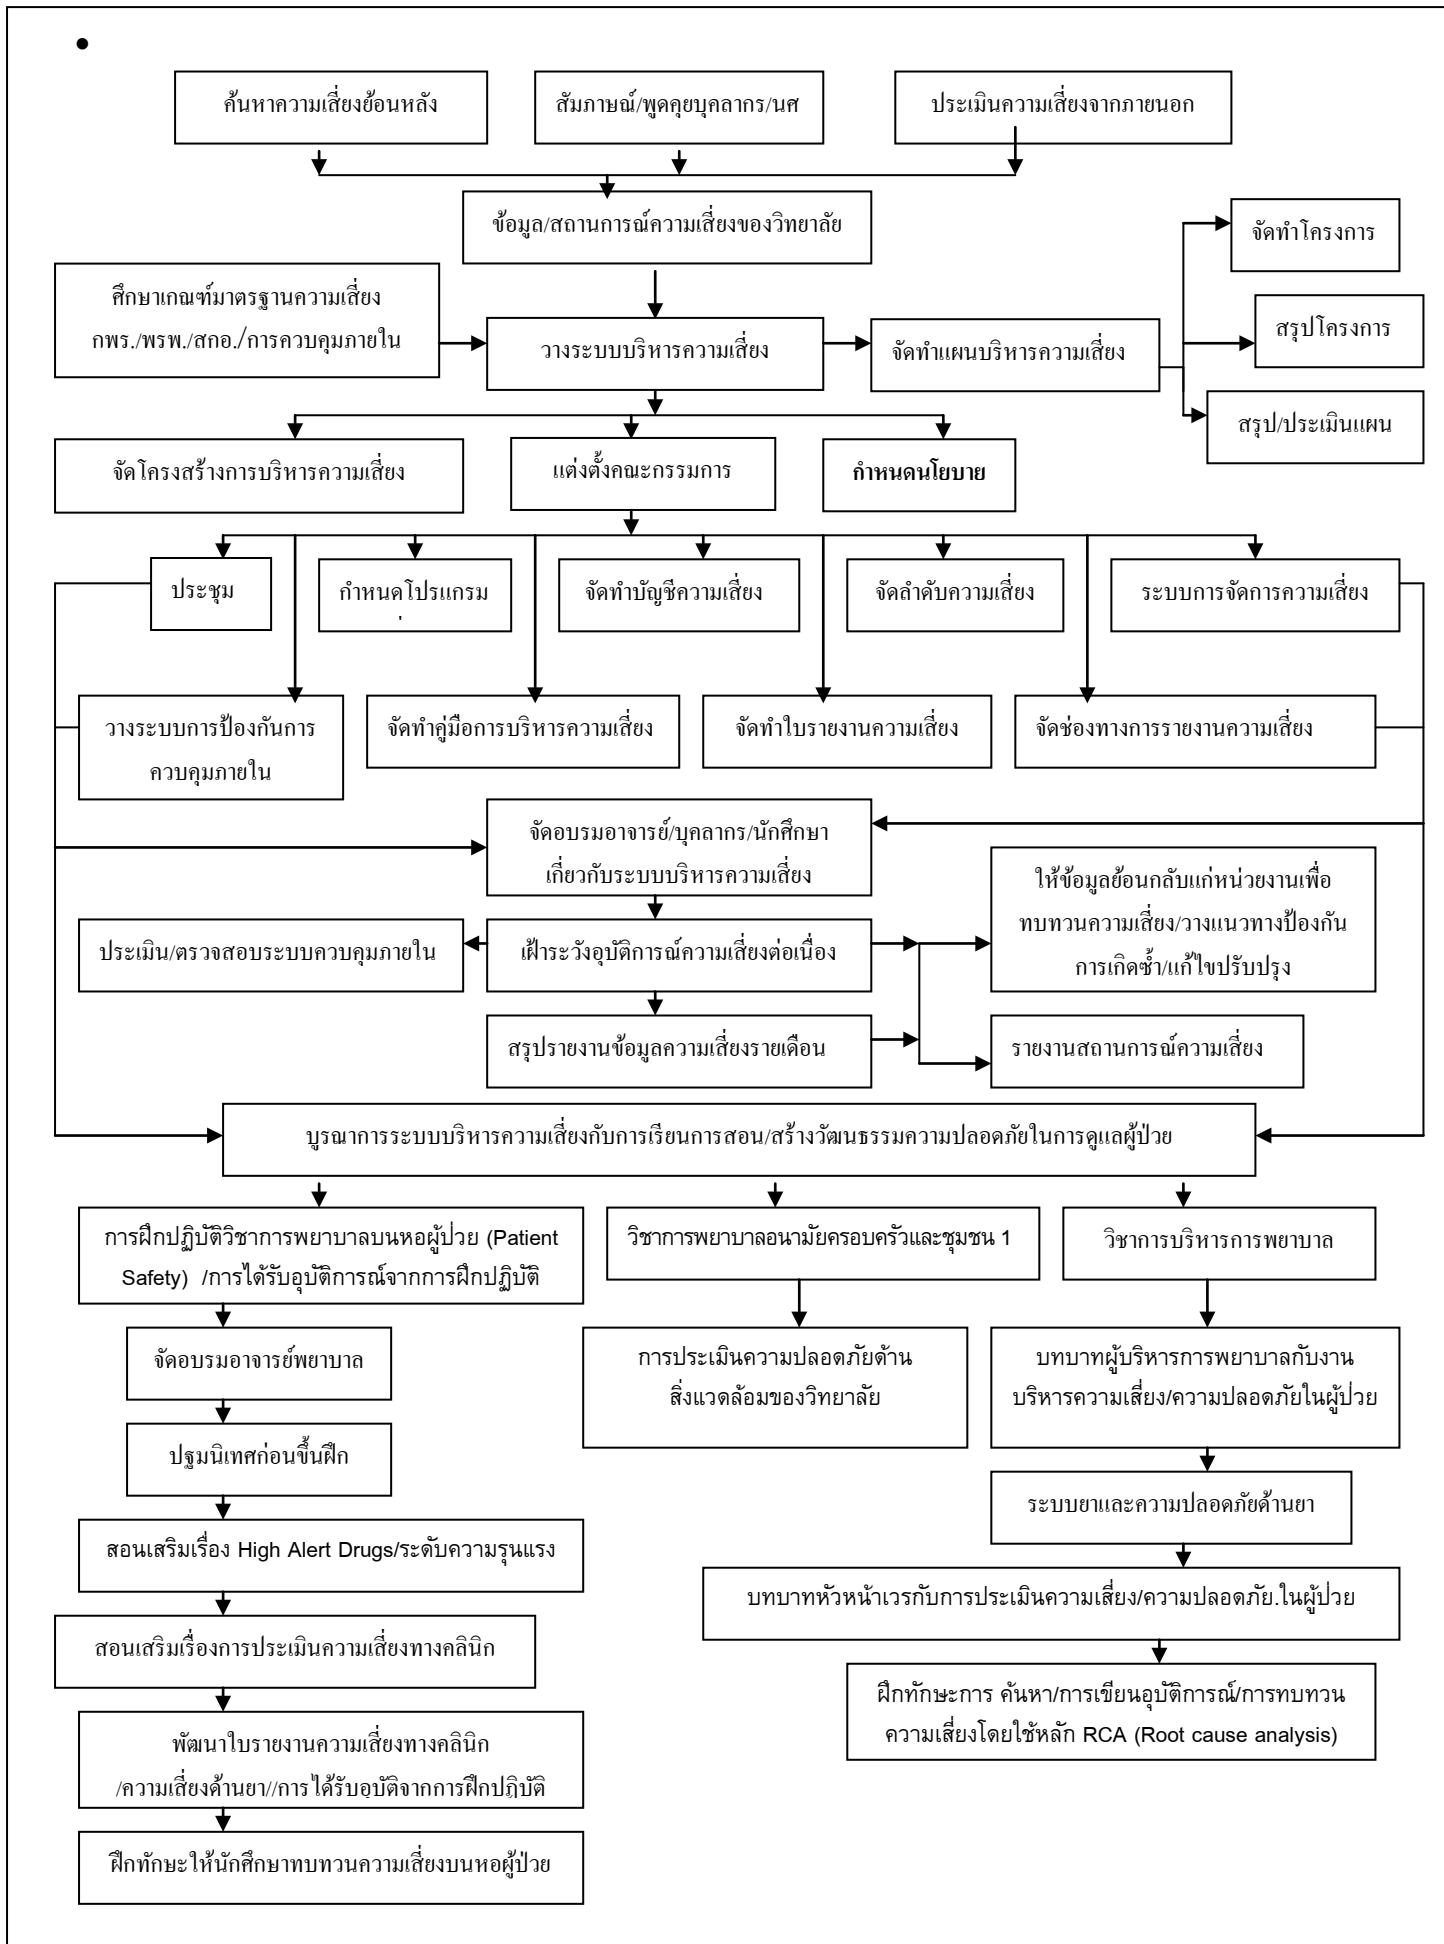 ค้นหาความเสี่ยงย้อนหลัง
สัมภาษณ์/พูดคุยบุคลากร/นศ
ประเมินความเสี่ยงจากภายนอก
ข้อมูล/สถานการณ์ความเสี่ยงของวิทยาลัย
จัดทำโครงการ
ศึกษาเกณฑ์มาตรฐานความเสี่ยง
กพร./พรพ./สกอ./การควบคุมภายใน
วางระบบบริหารความเสี่ยง
จัดทำแผนบริหารความเสี่ยง
สรุปโครงการ
สรุป/ประเมินแผน
จัดโครงสร้างการบริหารความเสี่ยง
แต่งตั้งคณะกรรมการ
กำหนดนโยบาย
ประชุม
กำหนดโปรแกรม
จัดทำบัญชีความเสี่ยง
จัดลำดับความเสี่ยง
ระบบการจัดการความเสี่ยง
วางระบบการป้องกันการ
ควบคุมภายใน
จัดทำคู่มือการบริหารความเสี่ยง
จัดทำใบรายงานความเสี่ยง
จัดช่องทางการรายงานความเสี่ยง
จัดอบรมอาจารย์/บุคลากร/นักศึกษา
เกี่ยวกับระบบบริหารความเสี่ยง
ให้ข้อมูลย้อนกลับแก่หน่วยงานเพื่อ
ทบทวนความเสี่ยง/วางแนวทางป้องกัน
การเกิดซ้ำ/แก้ไขปรับปรุง
ประเมิน/ตรวจสอบระบบควบคุมภายใน
เฝ้าระวังอุบัติการณ์ความเสี่ยงต่อเนื่อง
สรุปรายงานข้อมูลความเสี่ยงรายเดือน
รายงานสถานการณ์ความเสี่ยง
บูรณาการระบบบริหารความเสี่ยงกับการเรียนการสอน/สร้างวัฒนธรรมความปลอดภัยในการดูแลผู้ป่วย
การฝึกปฏิบัติวิชาการพยาบาลบนหอผู้ป่วย (Patient
Safety) /การได้รับอุบัติการณ์จากการฝึกปฏิบัติ
วิชาการพยาบาลอนามัยครอบครัวและชุมชน 1
วิชาการบริหารการพยาบาล
จัดอบรมอาจารย์พยาบาล
การประเมินความปลอดภัยด้าน
สิ่งแวดล้อมของวิทยาลัย
บทบาทผู้บริหารการพยาบาลกับงาน
บริหารความเสี่ยง/ความปลอดภัยในผู้ป่วย
ปฐมนิเทศก่อนขึ้นฝึก
ระบบยาและความปลอดภัยด้านยา
สอนเสริมเรื่อง High Alert Drugs/ระดับความรุนแรง
บทบาทหัวหน้าเวรกับการประเมินความเสี่ยง/ความปลอดภัย.ในผู้ป่วย
สอนเสริมเรื่องการประเมินความเสี่ยงทางคลินิก
ฝึกทักษะการ ค้นหา/การเขียนอุบัติการณ์/การทบทวน
ความเสี่ยงโดยใช้หลัก RCA (Root cause analysis)
พัฒนาใบรายงานความเสี่ยงทางคลินิก
/ความเสี่ยงด้านยา//การได้รับอุบัติจากการฝึกปฏิบัติ
ฝึกทักษะให้นักศึกษาทบทวนความเสี่ยงบนหอผู้ป่วย